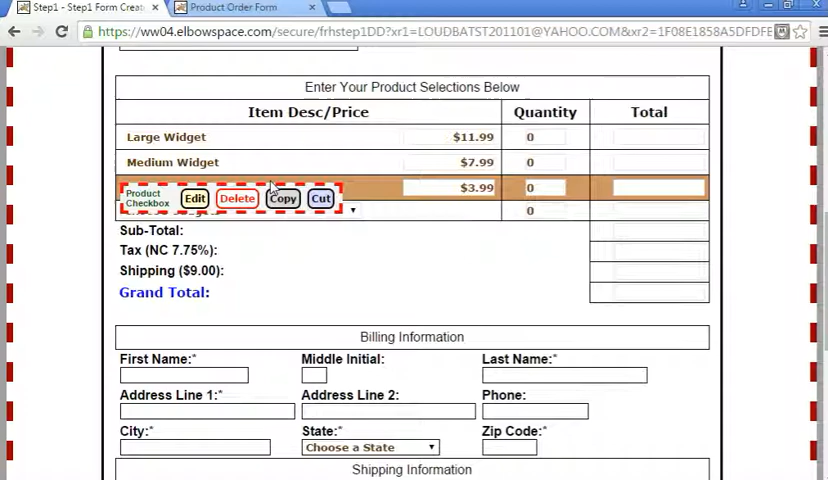 Step1 - Step1 Form Creat
Product Order Form
https://ww04.elbowspace.com/secure/frhstep1DD?xr1=LOUDBATST201101@YAHOO.COM&xr2=1F08E1858A5DFDFE
Enter Your Product Selections Below
Item Desc/Price Quantity Total
Large Widget $11.99 0
Medium Widget $7.99 0
$3.99 0
Product Checkbox Edit Delete Copy Cut
0
Sub-Total:
Tax (NC 7.75%):
Shipping ($9.00):
Grand Total:
Billing Information
First Name:* Middle Initial: Last Name:*
Address Line 1:* Address Line 2: Phone:
City:* State:* Zip Code:*
Choose a State
Shipping Information